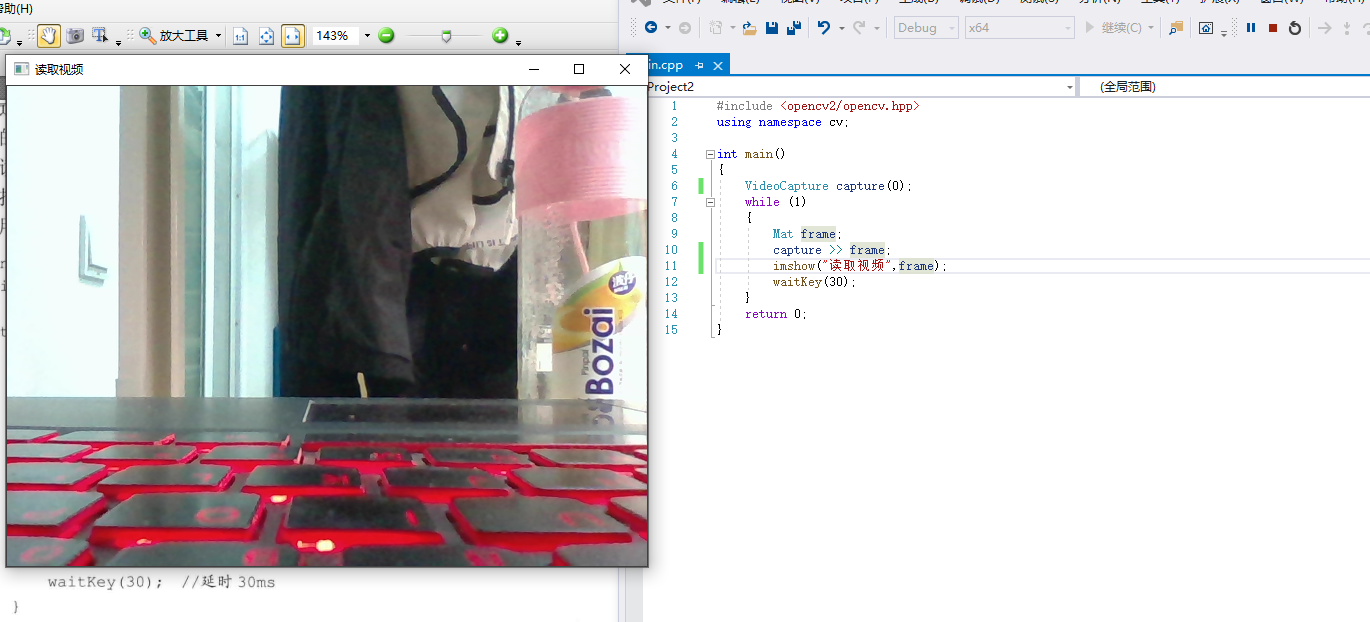 帮助(H)
放大工具
143%
Debug
x64
继续(C)
读取视频
in.cpp
Project2
(全局范围)
1 #include <opencv2/opencv.hpp>
2 using namespace cv;
3
4 int main()
5 {
6 VideoCapture capture(0);
7 while (1)
8 {
9 Mat frame;
10 capture >> frame;
11 imshow("读取视频",frame);
12 waitKey(30);
13 }
14 return 0;
15 }
Pinpai
Bozai
waitKey(30); //延时 30ms
}